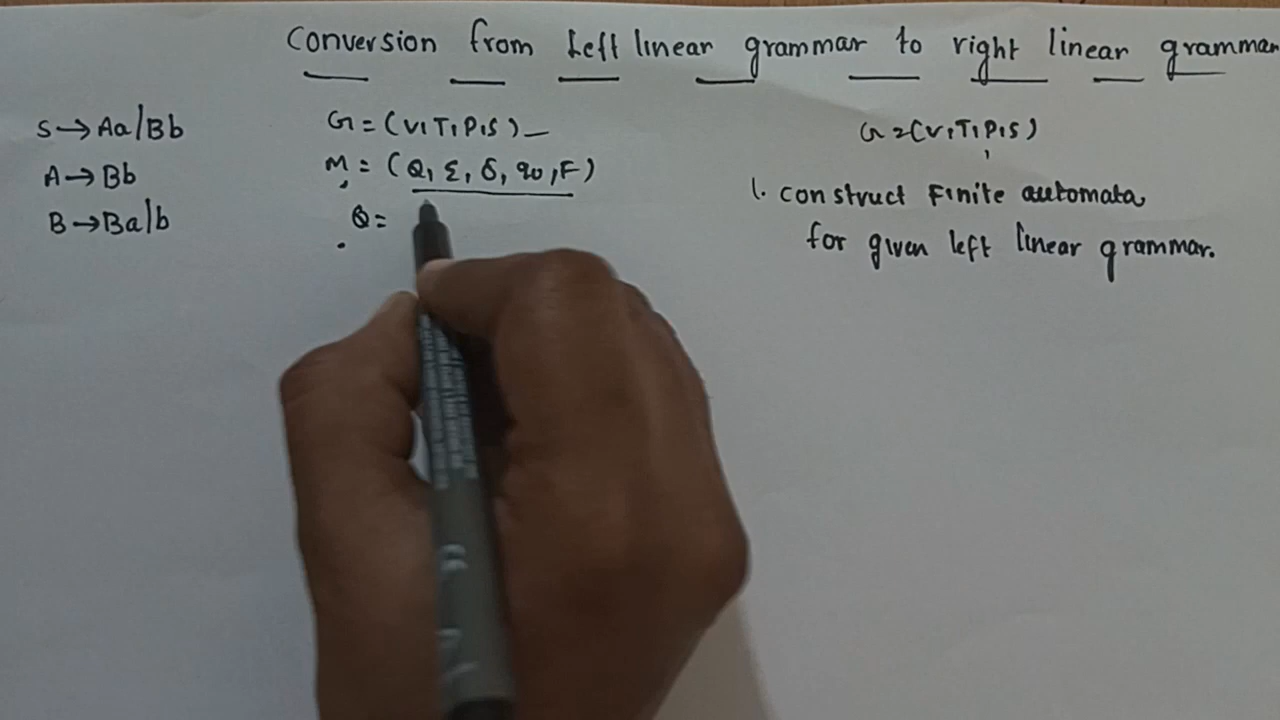 Conversion from left linear grammar to right linear grammar
S→Aa/Bb
A→Bb
B→Ba/b
G = (V,T,P,S)
M = (Q, Σ, δ, q0, F)
Q =
G = (V,T,P,S)
1. construct Finite automata
for given left linear grammar.